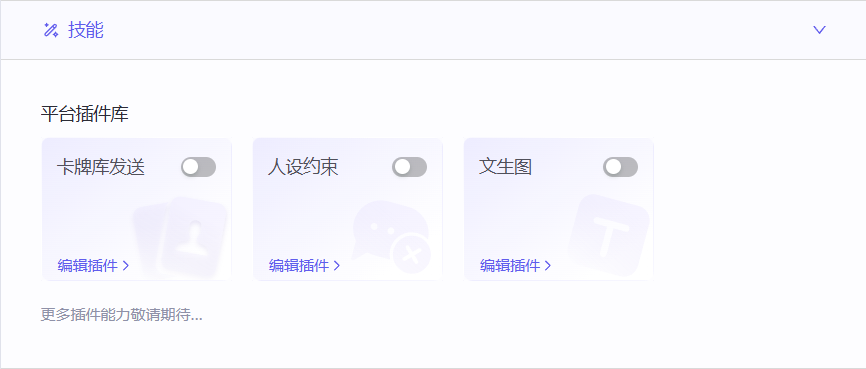 技能
平台插件库
卡牌库发送
人设约束
文生图
编辑插件
编辑插件
编辑插件
更多插件能力敬请期待...